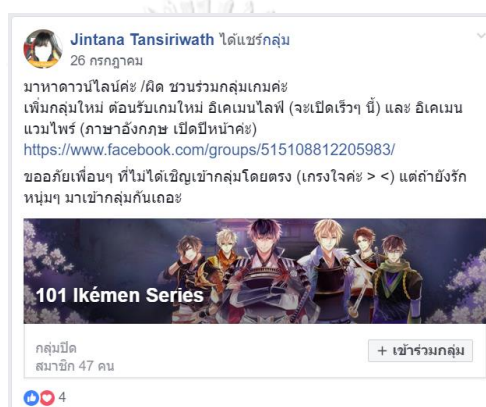 Jintana Tansiriwath ได้แชร์กลุ่ม
26 กรกฎาคม
มาหาดาวน์ไลน์ค่ะ /ผิด ชวนร่วมกลุ่มเกมค่ะ
เพิ่มกลุ่มใหม่ ต้อนรับเกมใหม่ อิเคเมนไลฟ์ (จะเปิดเร็วๆ นี้) และ อิเคเมน
แวมไพร์ (ภาษาอังกฤษ เปิดปีหน้าค่ะ)
https://www.facebook.com/groups/515108812205983/
ขออภัยเพื่อนๆ ที่ไม่ได้เชิญเข้ากลุ่มโดยตรง (เกรงใจค่ะ > <) แต่ถ้ายังรัก
หนุ่มๆ มาเข้ากลุ่มกันเถอะ
101 Ikémen Series
กลุ่มปิด
สมาชิก 47 คน
+ เข้าร่วมกลุ่ม
4